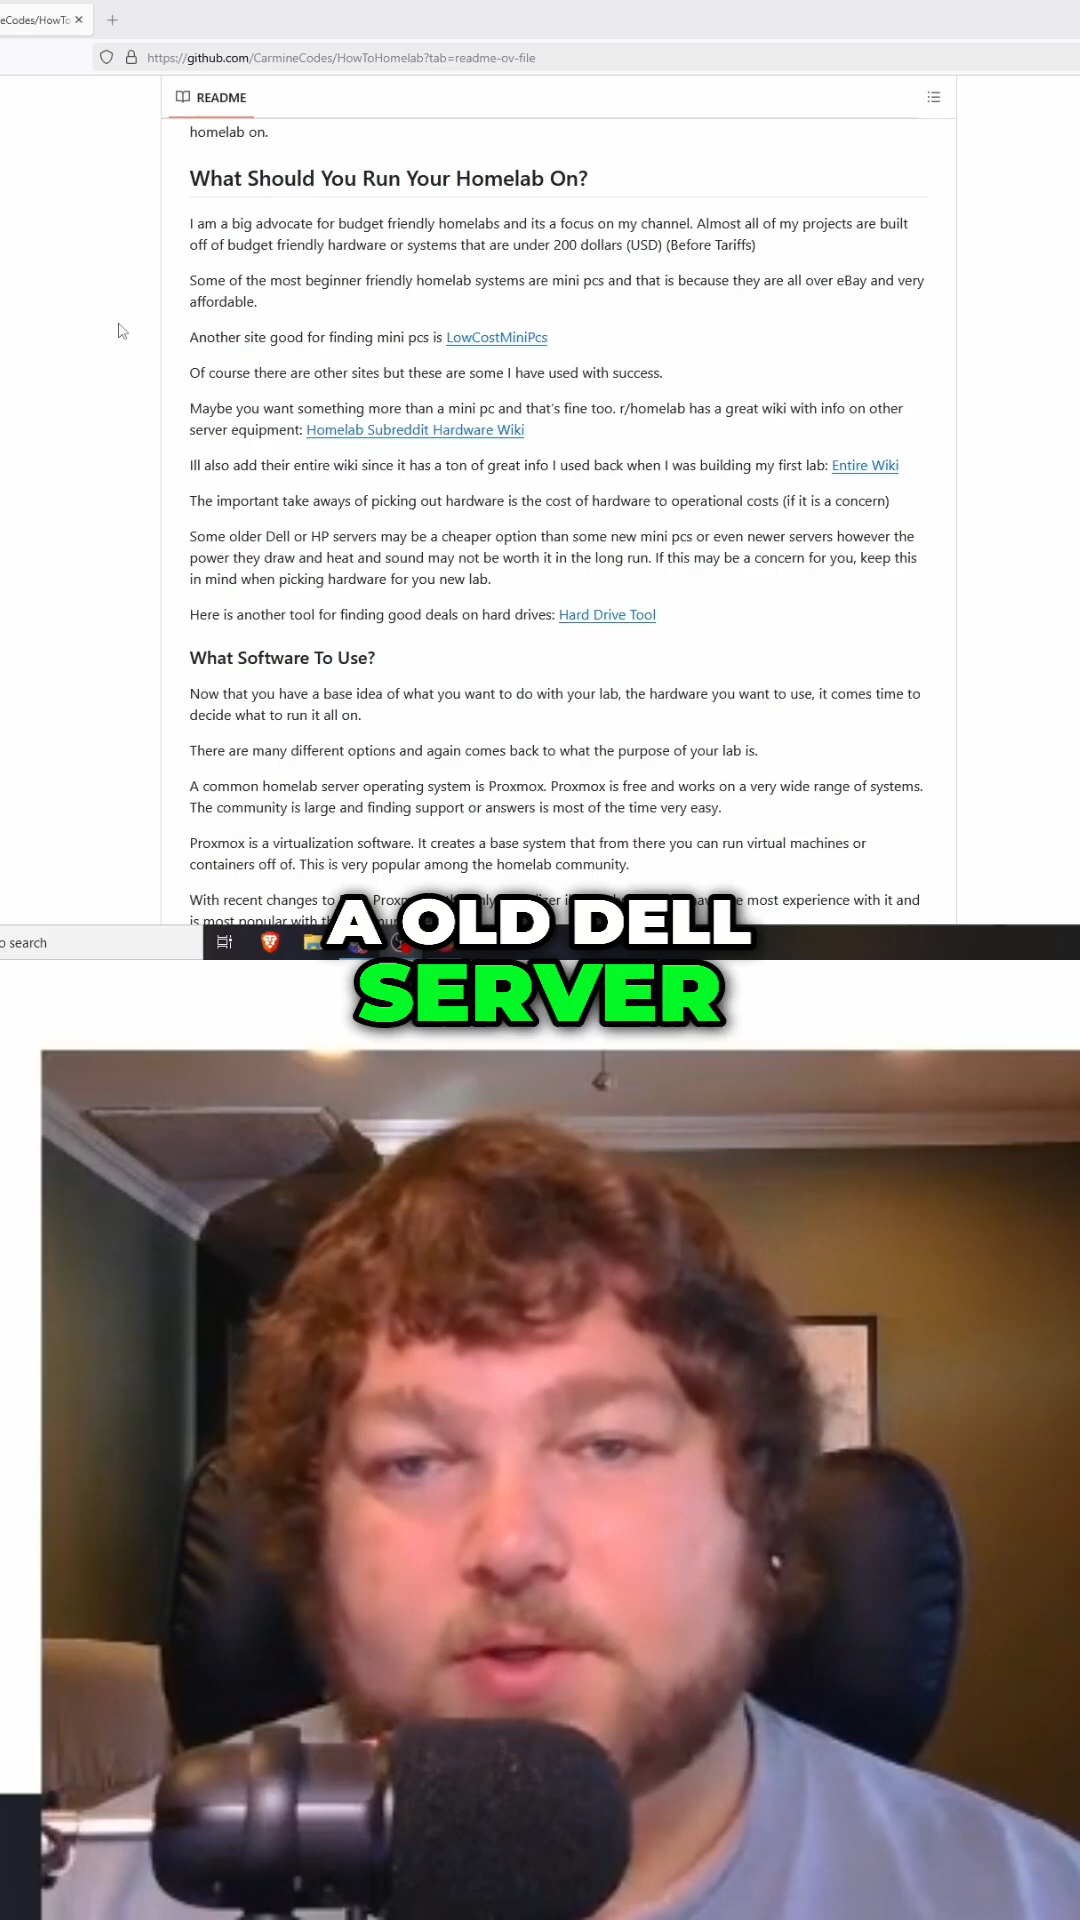 eCodes/HowTo
https://github.com/CarmineCodes/HowToHomelab?tab=readme-ov-file
README
homelab on.
What Should You Run Your Homelab On?
I am a big advocate for budget friendly homelabs and its a focus on my channel. Almost all of my projects are built
off of budget friendly hardware or systems that are under 200 dollars (USD) (Before Tariffs)
Some of the most beginner friendly homelab systems are mini pcs and that is because they are all over eBay and very
affordable.
Another site good for finding mini pcs is LowCostMiniPcs
Of course there are other sites but these are some I have used with success.
Maybe you want something more than a mini pc and that's fine too. r/homelab has a great wiki with info on other
server equipment: Homelab Subreddit Hardware Wiki
Ill also add their entire wiki since it has a ton of great info I used back when I was building my first lab: Entire Wiki
The important take aways of picking out hardware is the cost of hardware to operational costs (if it is a concern)
Some older Dell or HP servers may be a cheaper option than some new mini pcs or even newer servers however the
power they draw and heat and sound may not be worth it in the long run. If this may be a concern for you, keep this
in mind when picking hardware for you new lab.
Here is another tool for finding good deals on hard drives: Hard Drive Tool
What Software To Use?
Now that you have a base idea of what you want to do with your lab, the hardware you want to use, it comes time to
decide what to run it all on.
There are many different options and again comes back to what the purpose of your lab is.
A common homelab server operating system is Proxmox. Proxmox is free and works on a very wide range of systems.
The community is large and finding support or answers is most of the time very easy.
Proxmox is a virtualization software. It creates a base system that from there you can run virtual machines or
containers off of. This is very popular among the homelab community.
With recent changes to most experience with it and
is most popular with
o search
A OLD DELL
SERVER